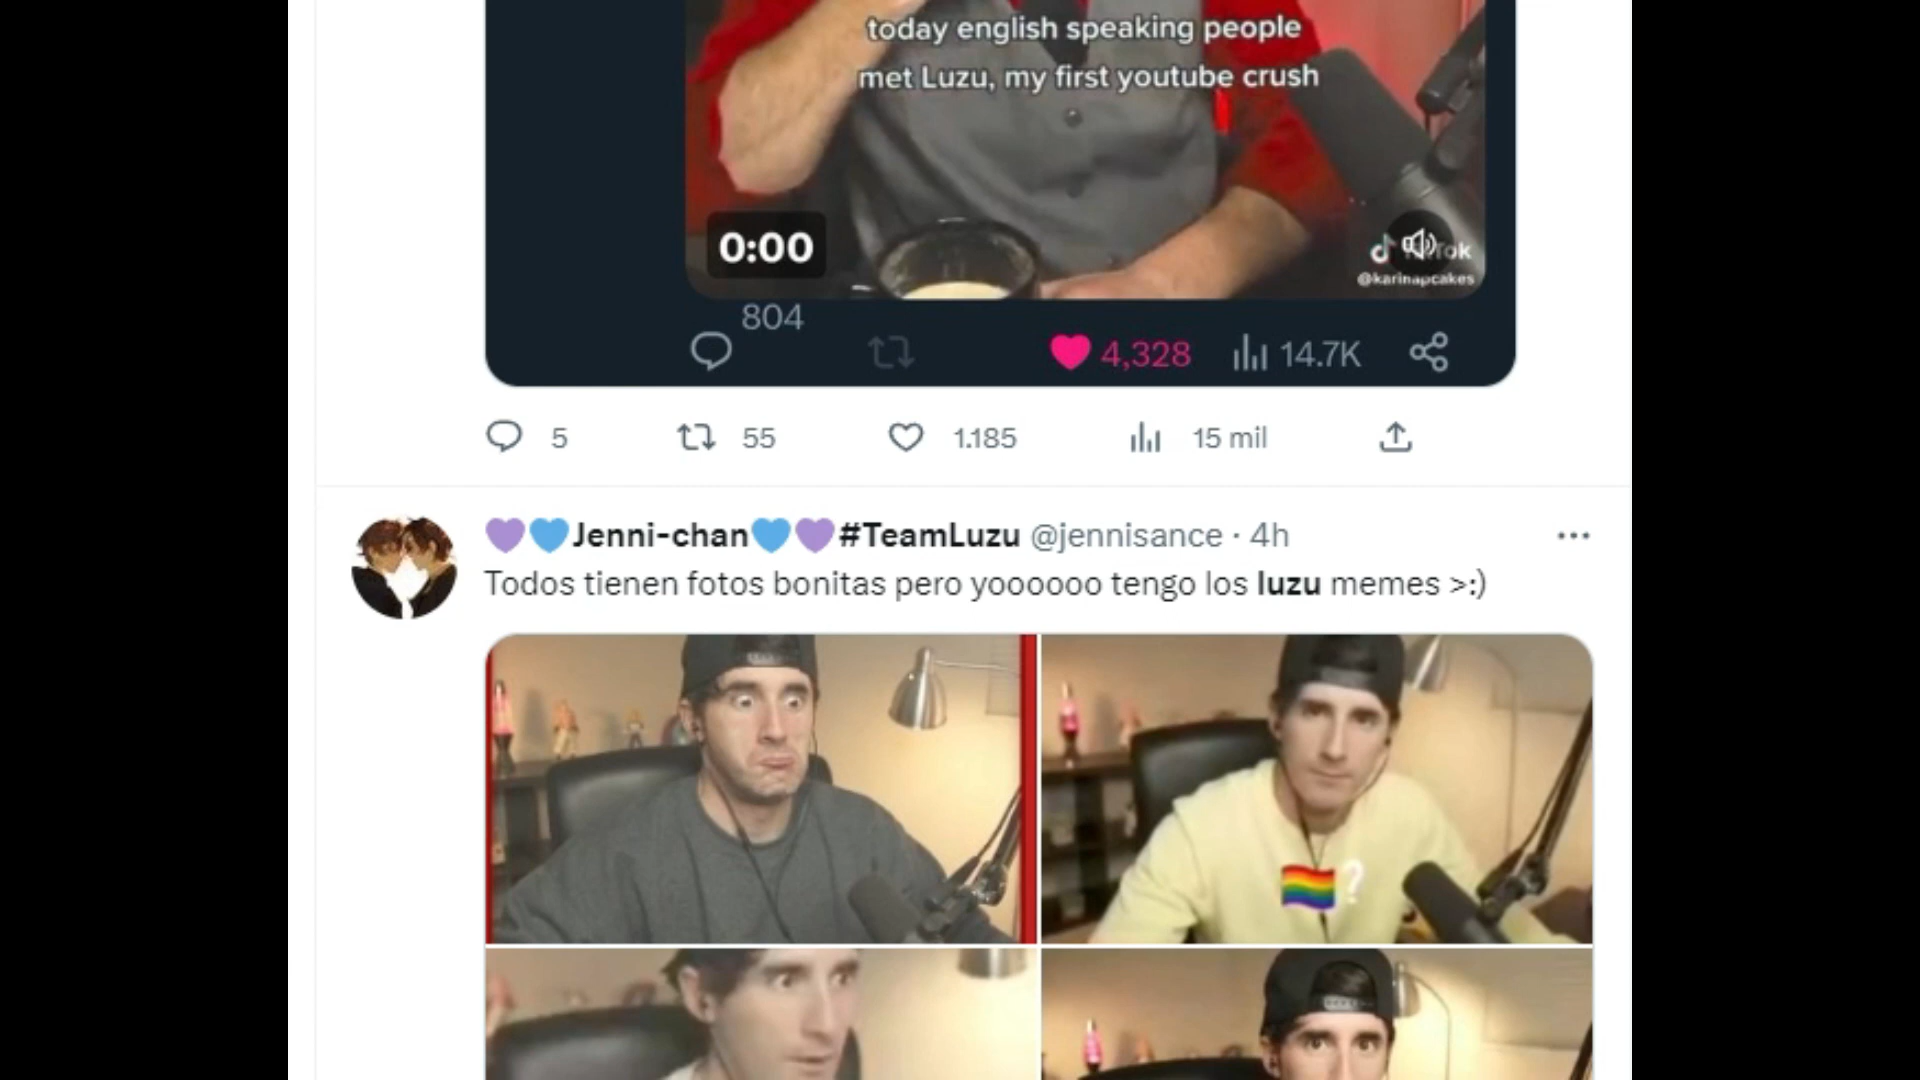 today english speaking people
met Luzu, my first youtube crush
0:00
@karinapcakes
804
4,328
14.7K
5
55
1.185
15 mil
💜💙Jenni-chan💙💜#TeamLuzu @jennisance · 4h
Todos tienen fotos bonitas pero yoooooo tengo los luzu memes >:)
?